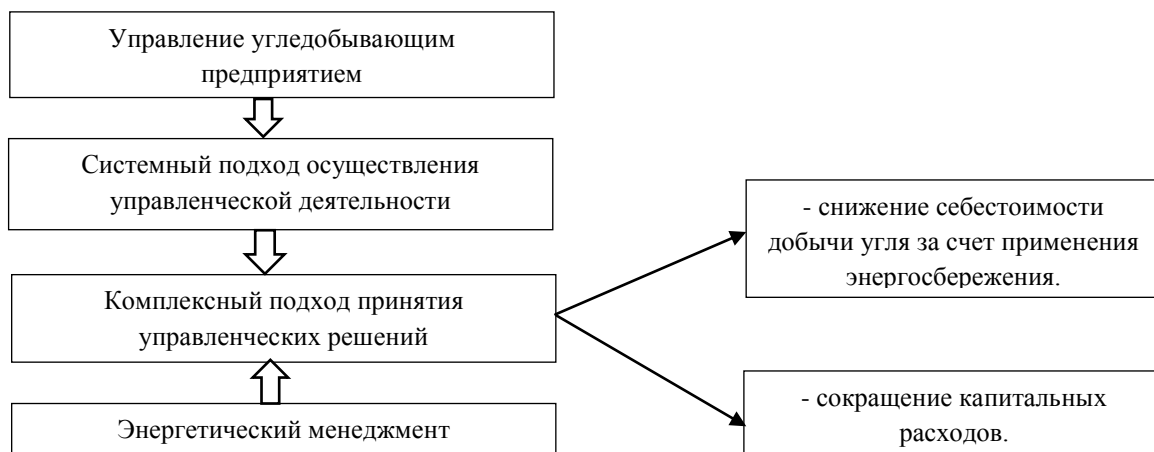 Управление угледобывающим
предприятием
Системный подход осуществления
управленческой деятельности
Комплексный подход принятия
управленческих решений
Энергетический менеджмент
- снижение себестоимости
добычи угля за счет применения
энергосбережения.
- сокращение капитальных
расходов.